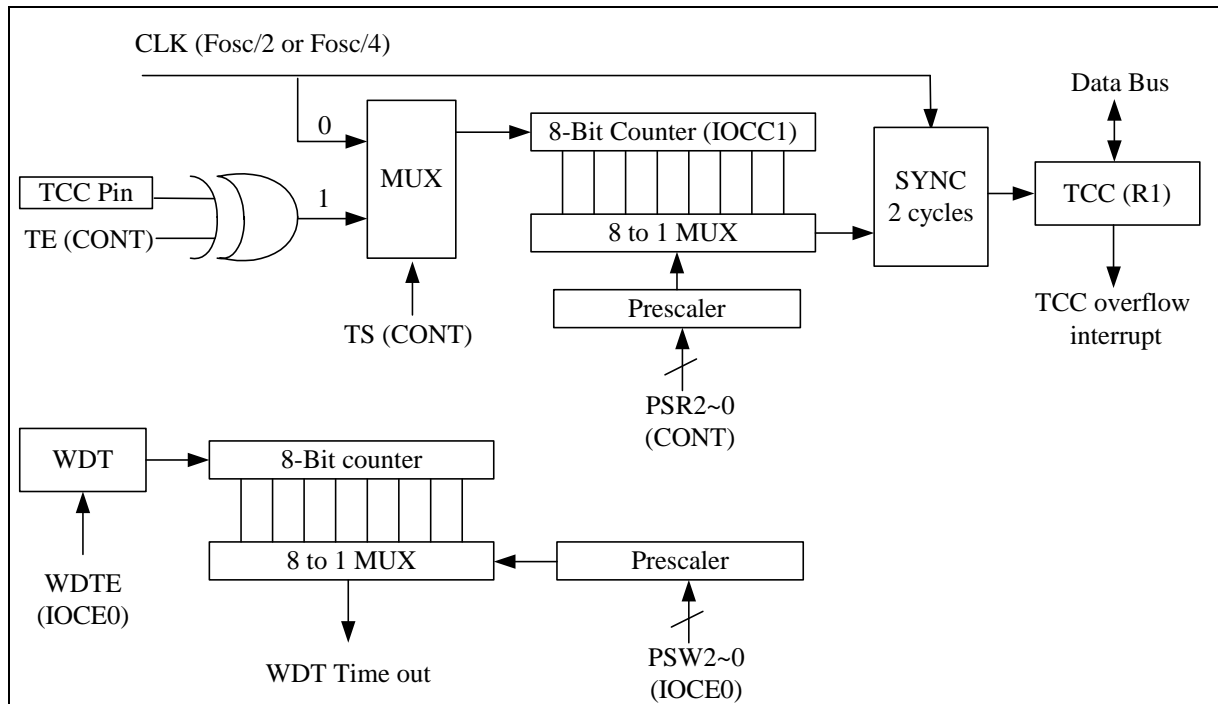 CLK (Fosc/2 or Fosc/4)
Data Bus
0
8-Bit Counter (IOCC1)
MUX
SYNC
2 cycles
TCC Pin
1
TCC (R1)
TE (CONT)
8 to 1 MUX
Prescaler
TS (CONT)
TCC overflow
interrupt
PSR2~0
(CONT)
WDT
8-Bit counter
8 to 1 MUX
Prescaler
WDTE
(IOCE0)
WDT Time out
PSW2~0
(IOCE0)